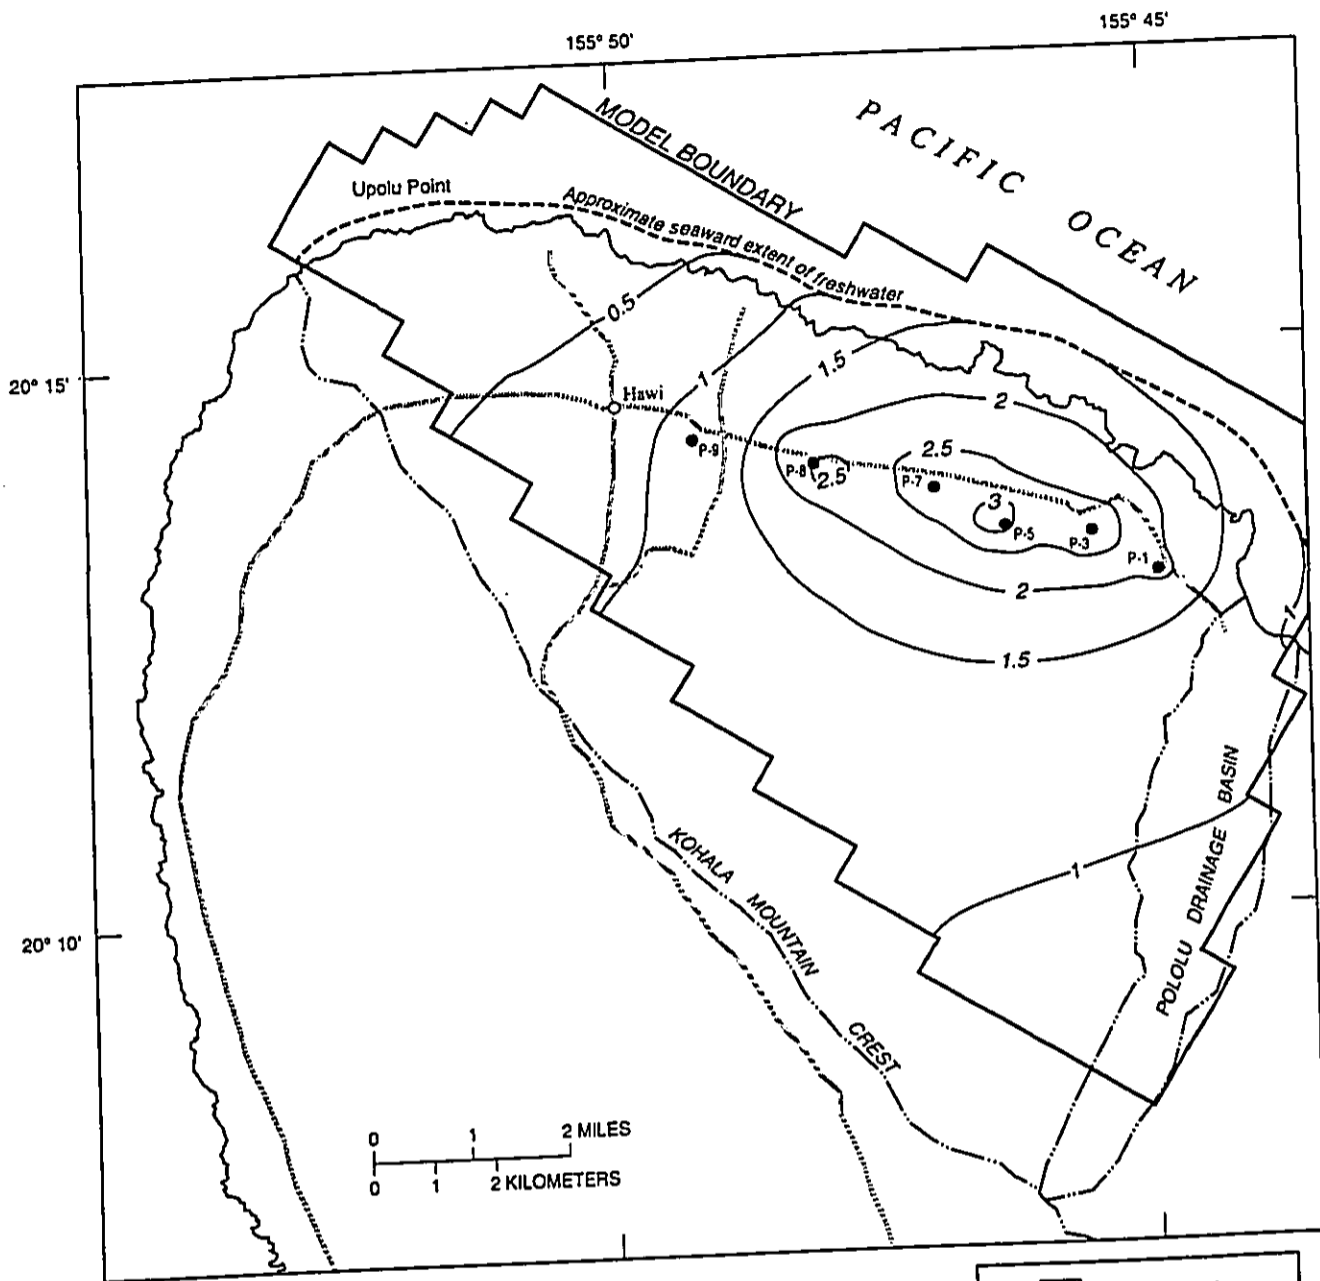 155° 50'
155° 45'
PACIFIC OCEAN
MODEL BOUNDARY
Upolu Point
Approximate seaward extent of freshwater
0.5
1
1.5
20° 15'
Hawi
2
P-9
2.5
P-8
2.5
P-7
3
P-5
P-3
P-1
2
1
1.5
POLOLU DRAINAGE BASIN
KOHALA MOUNTAIN CREST
1
20° 10'
0 1 2 MILES
0 1 2 KILOMETERS